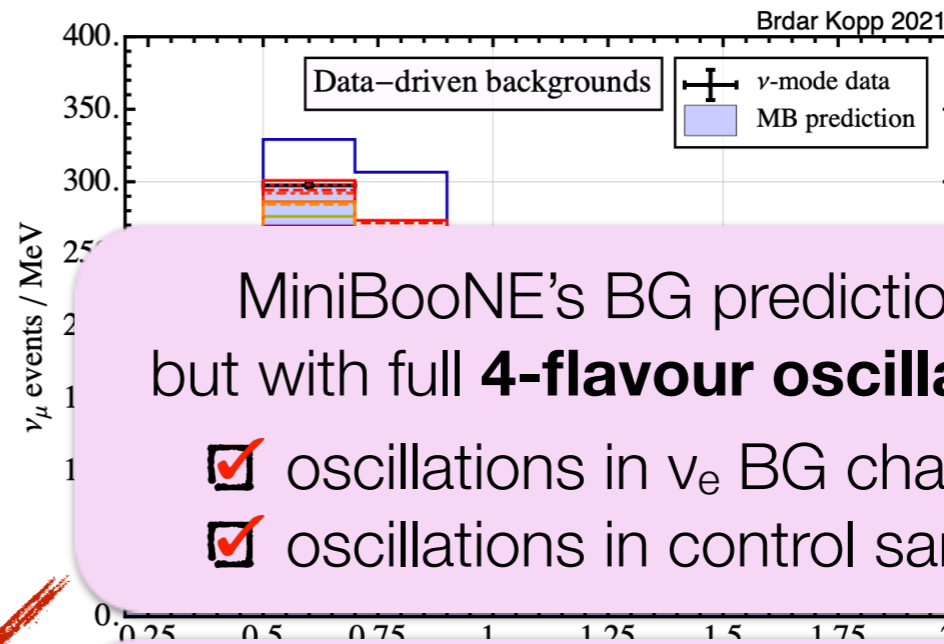 Brdar Kopp 2021
400.
Data−driven backgrounds
ν-mode data
MB prediction
350.
300.
νμ events / MeV
MiniBooNE's BG predictio
but with full 4-flavour oscilla
oscillations in νe BG cha
oscillations in control sa
0.
0.25 0.5 0.75 1 1.25 1.5 1.75